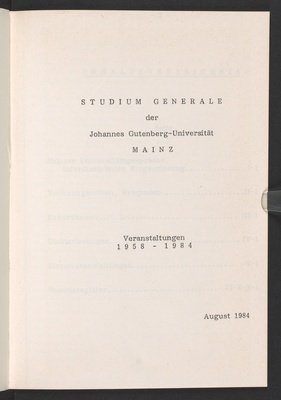 STUDIUM GENERALE
der
Johannes Gutenberg-Universität
MAINZ
Veranstaltungen
1958 - 1984
August 1984